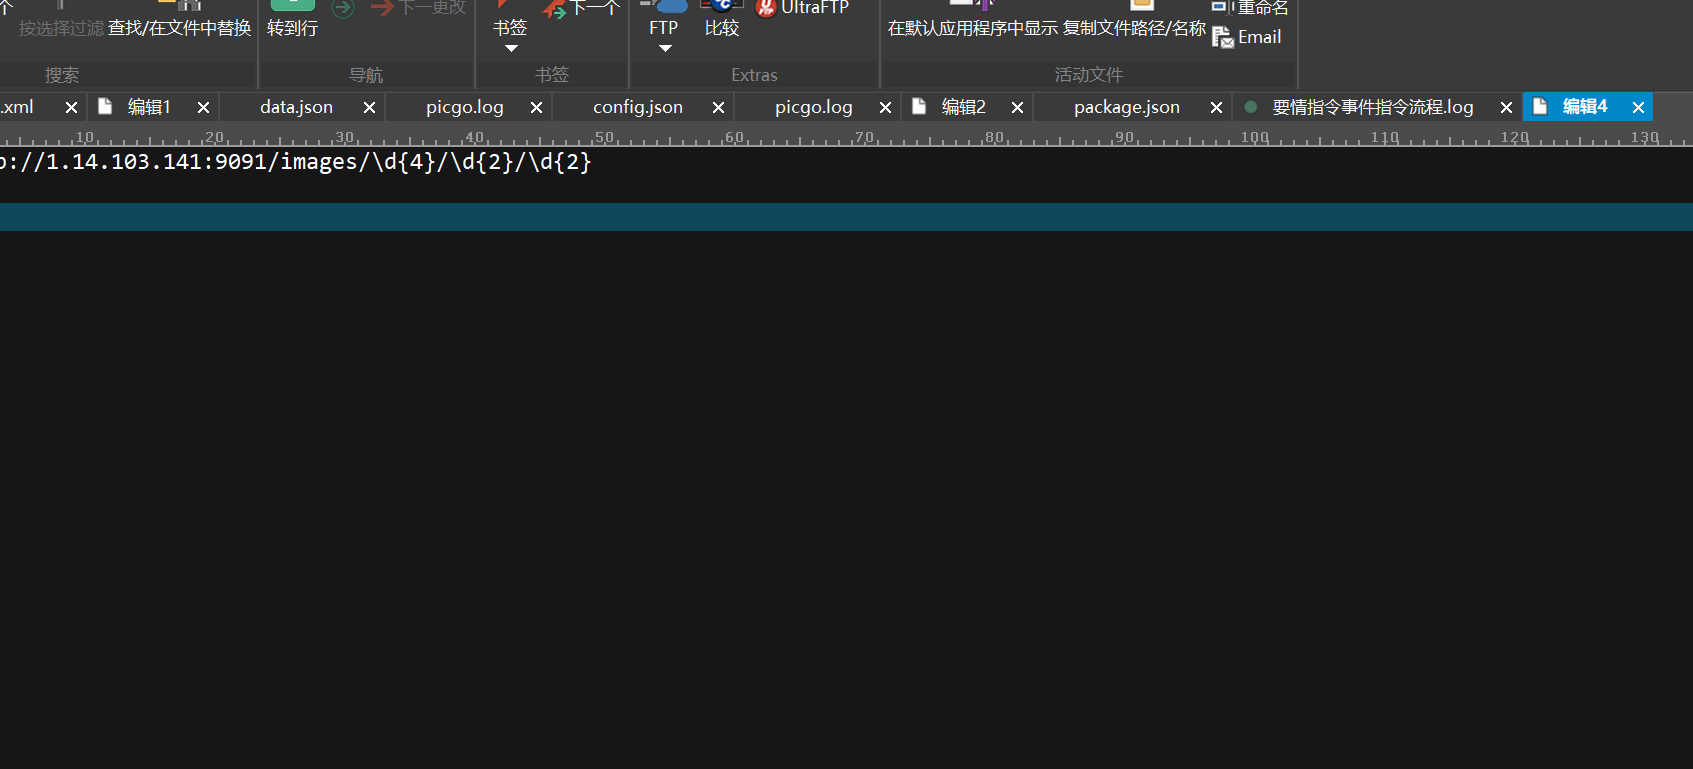 个 下一更改 下一个 UltraFTP 重命名
按选择过滤 查找/在文件中替换 转到行 书签 FTP 比较 在默认应用程序中显示 复制文件路径/名称 Email
搜索 导航 书签 Extras 活动文件
.xml 编辑1 data.json picgo.log config.json picgo.log 编辑2 package.json 要情指令事件指令流程.log 编辑4
10 20 30 40 50 60 70 80 90 100 110 120 130
p://1.14.103.141:9091/images/\d{4}/\d{2}/\d{2}